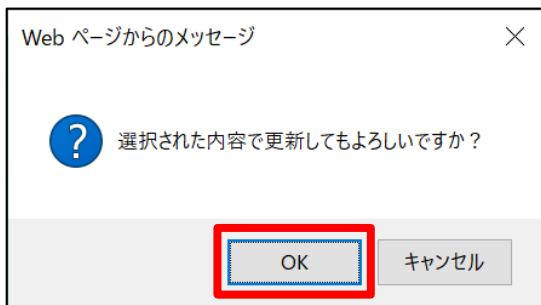 Web ページからのメッセージ
選択された内容で更新してもよろしいですか？
OK
キャンセル